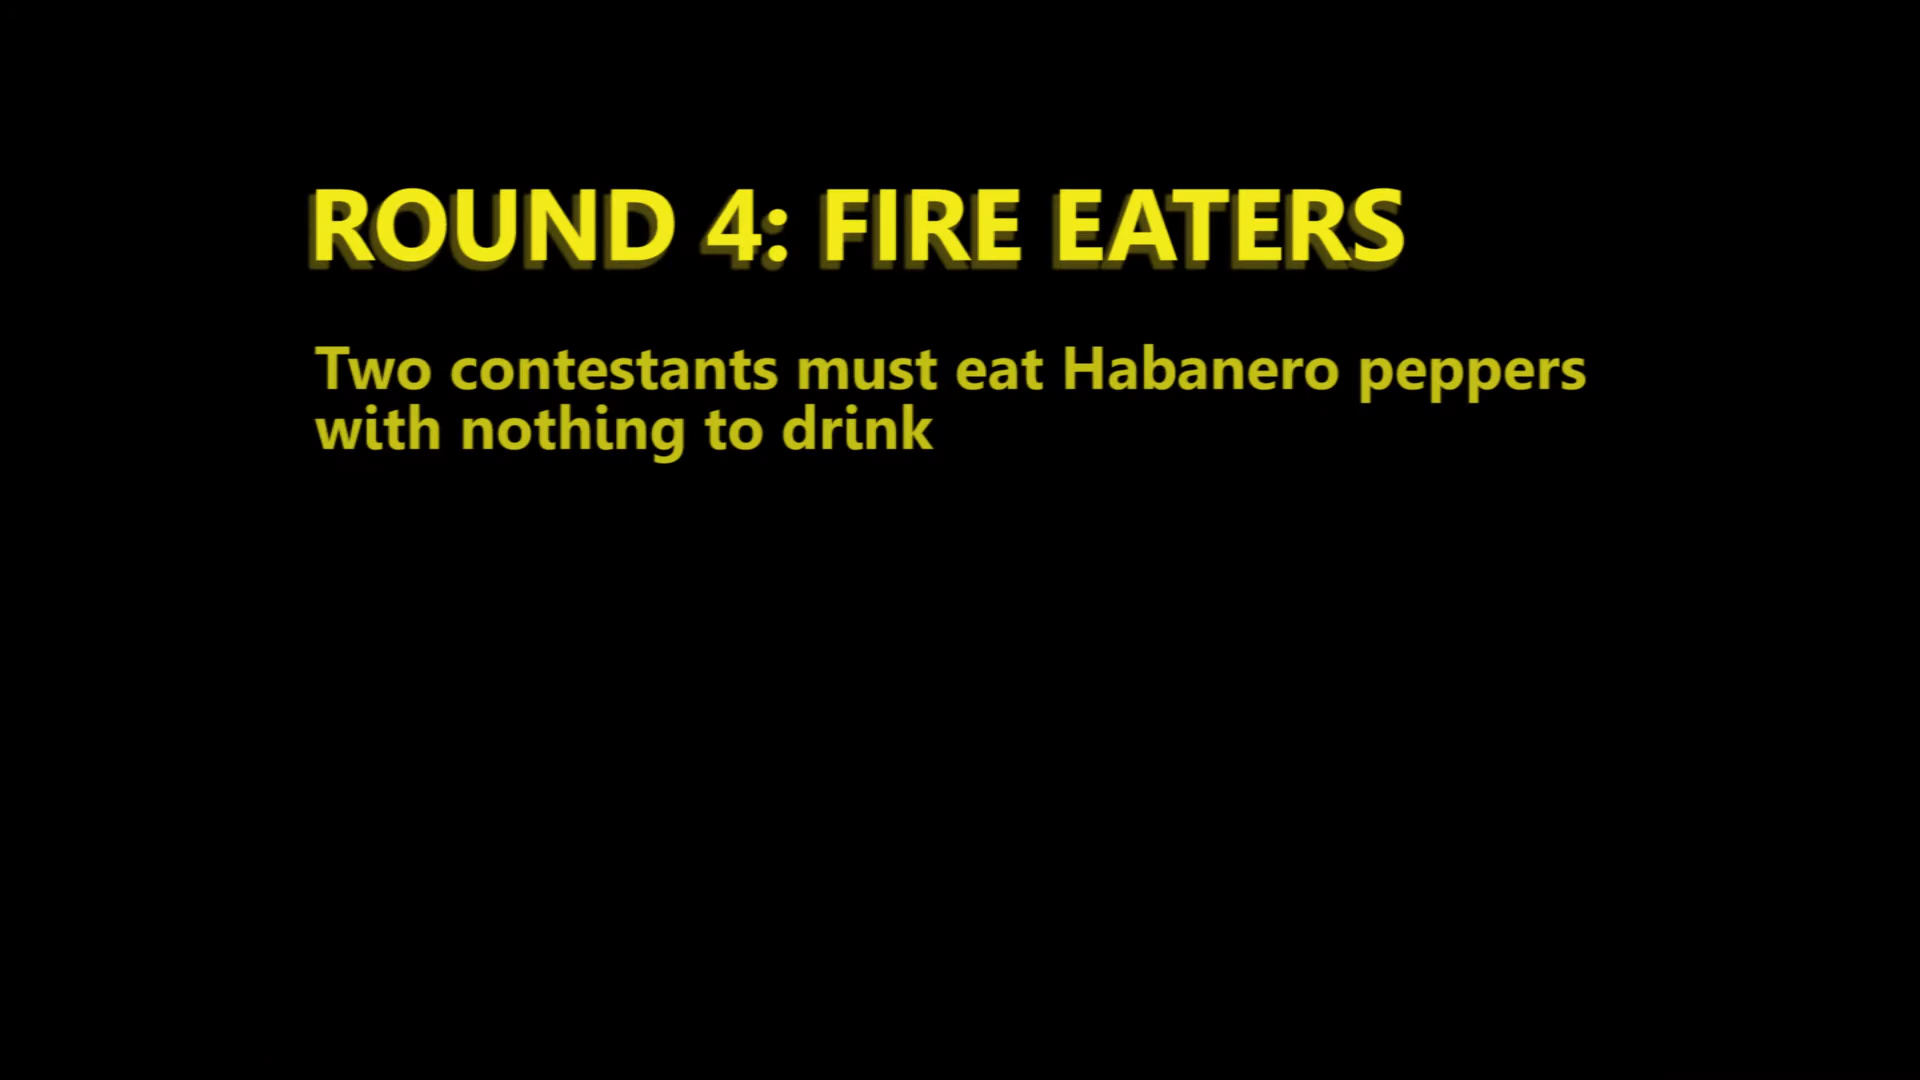 ROUND 4: FIRE EATERS
Two contestants must eat Habanero peppers
with nothing to drink